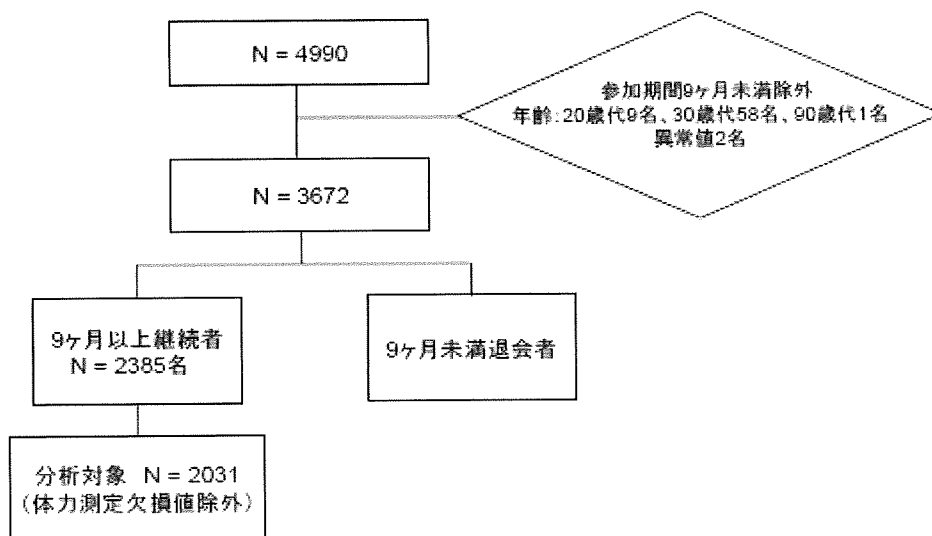 N = 4990
参加期間9ヶ月未満除外
年齢:20歳代9名、30歳代58名、90歳代1名
異常値2名
N = 3672
9ヶ月以上継続者
N = 2385名
9ヶ月未満退会者
分析対象 N = 2031
(体力測定欠損値除外)